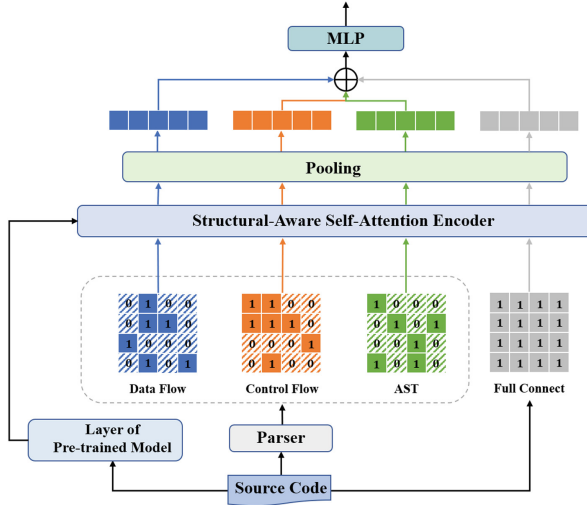 MLP
Pooling
Structural-Aware Self-Attention Encoder
0 1 0 0
0 1 1 0
1 0 0 0
0 1 0 1
Data Flow
1 1 0 0
1 1 1 0
0 0 0 1
0 1 0 0
Control Flow
1 0 0 0
0 1 0 1
0 0 1 0
1 0 1 0
AST
1 1 1 1
1 1 1 1
1 1 1 1
1 1 1 1
Full Connect
Layer of
Pre-trained Model
Parser
Source Code